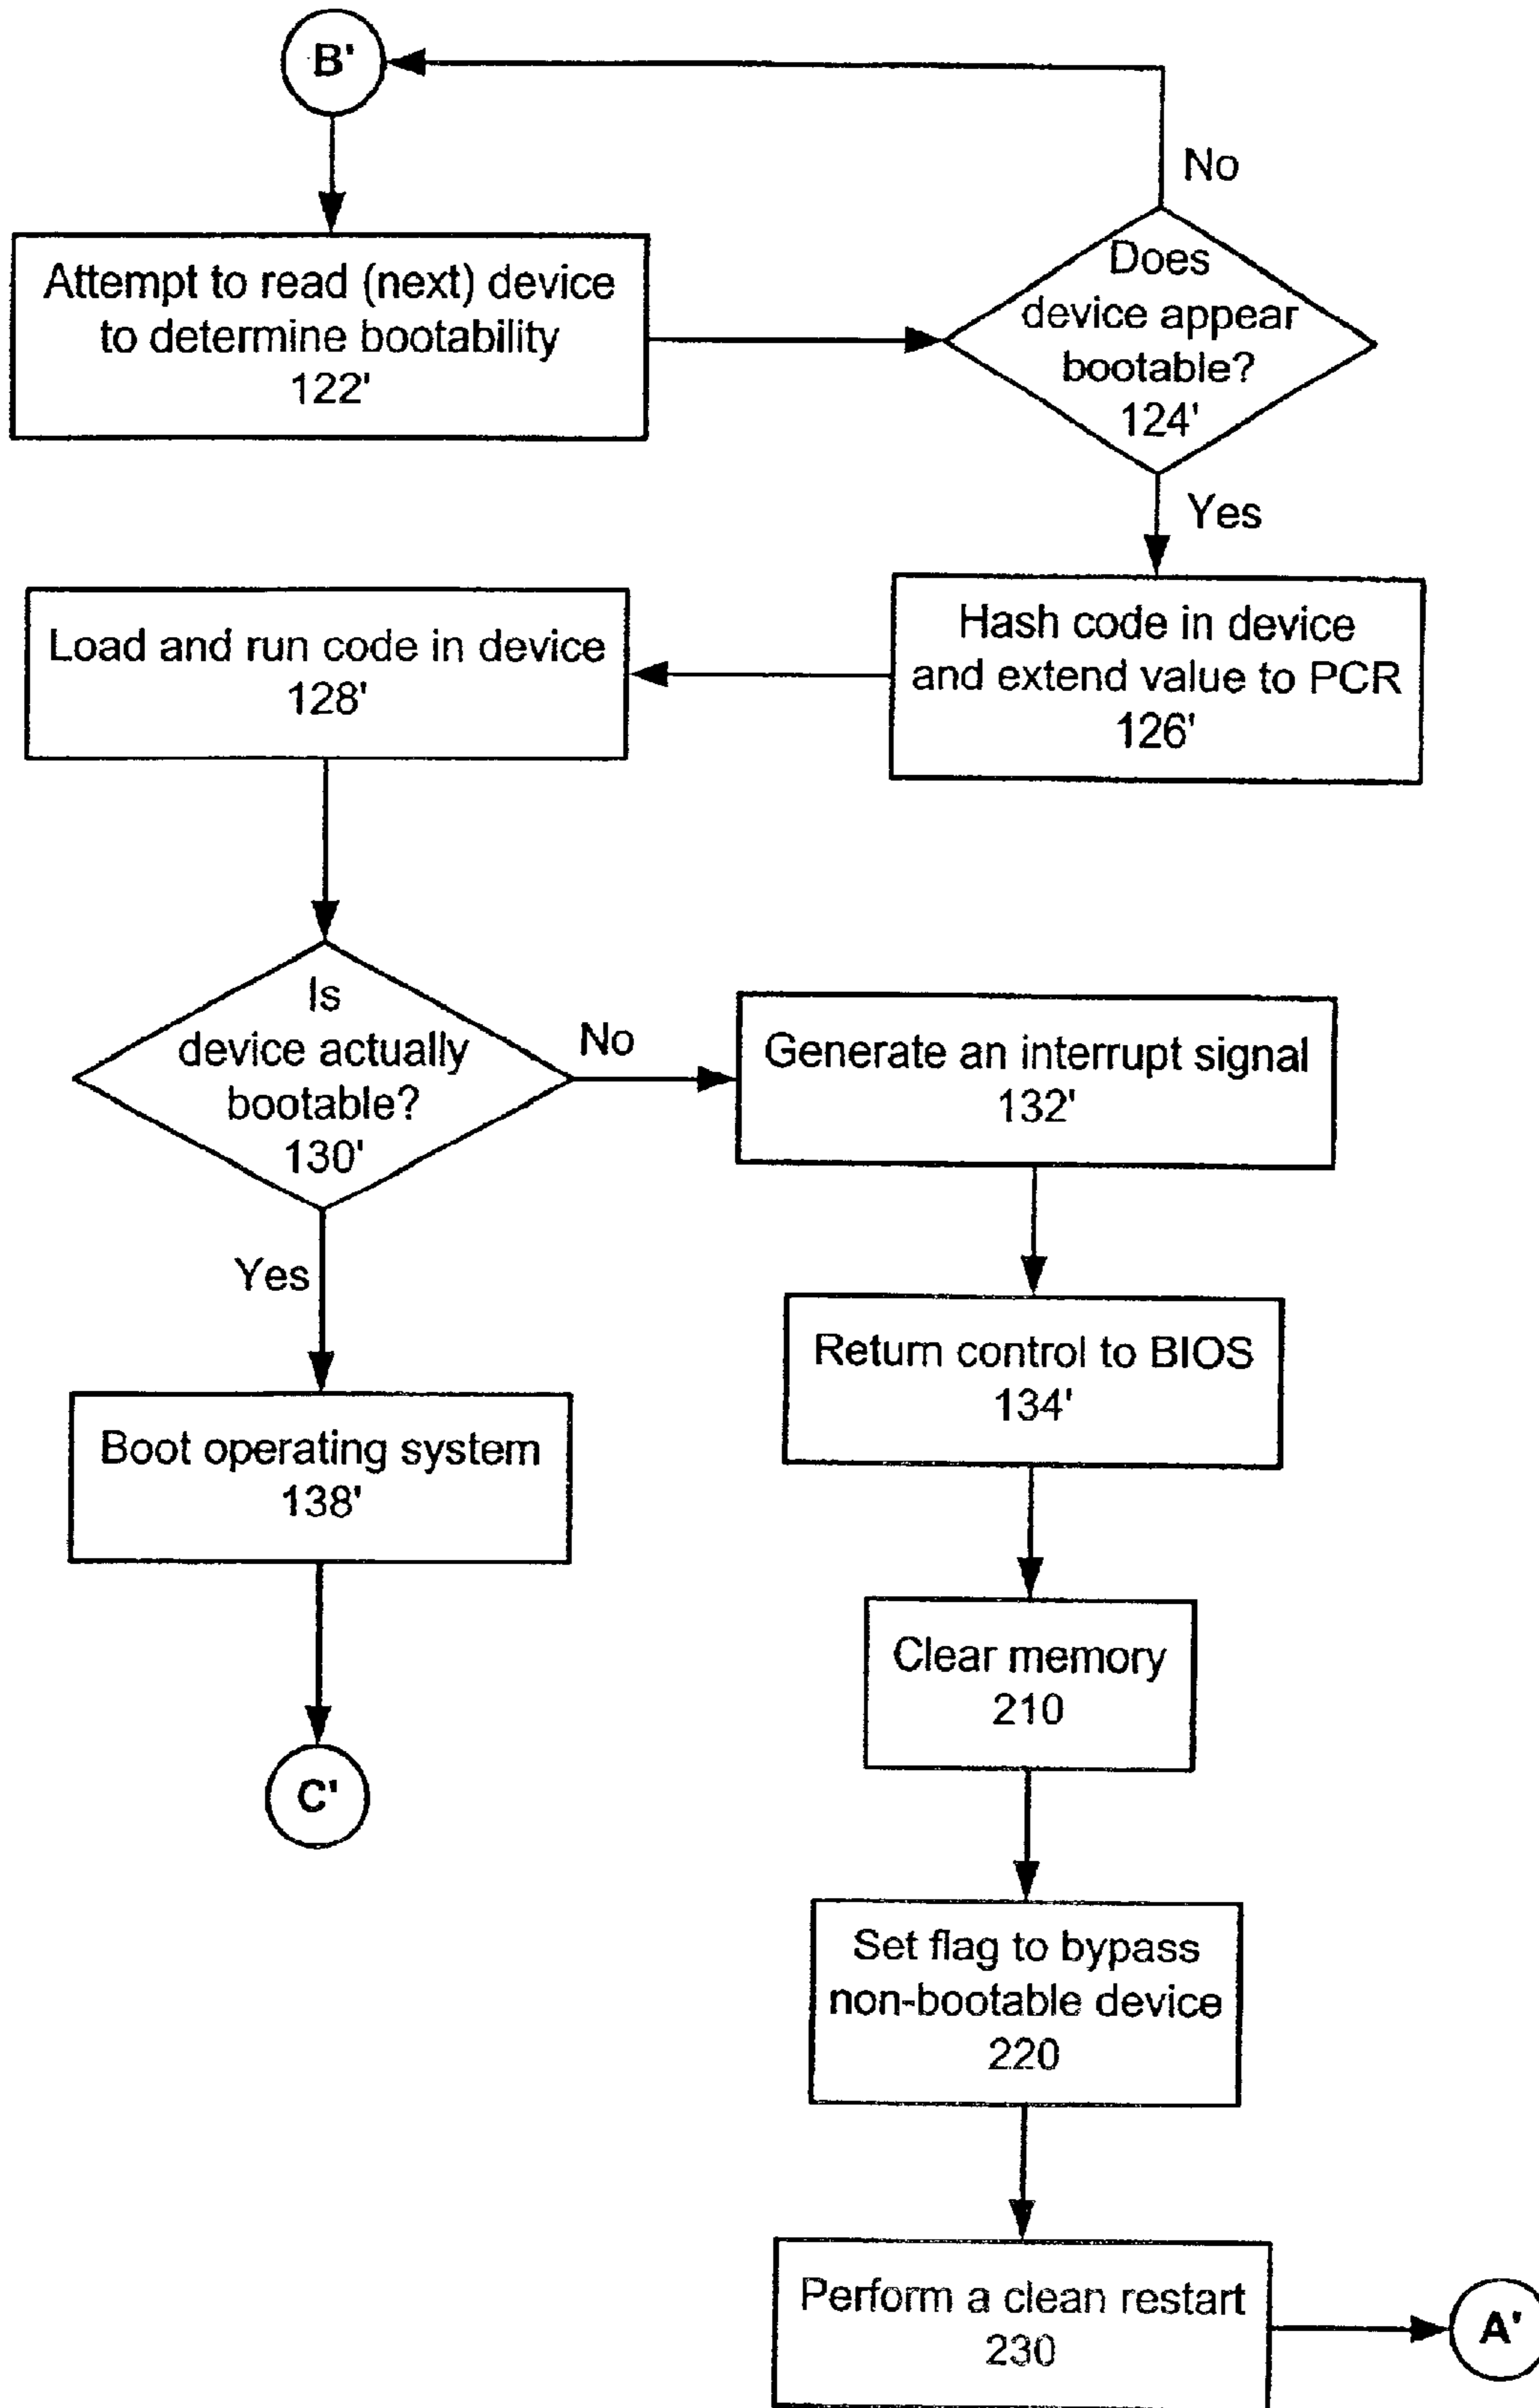 B'
No
Attempt to read (next) device
to determine bootability
122'
Does
device appear
bootable?
124'
Yes
Hash code in device
and extend value to PCR
126'
Load and run code in device
128'
Is
device actually
bootable?
130'
No
Generate an interrupt signal
132'
Yes
Return control to BIOS
134'
Boot operating system
138'
Clear memory
210
C'
Set flag to bypass
non-bootable device
220
Perform a clean restart
230
A'